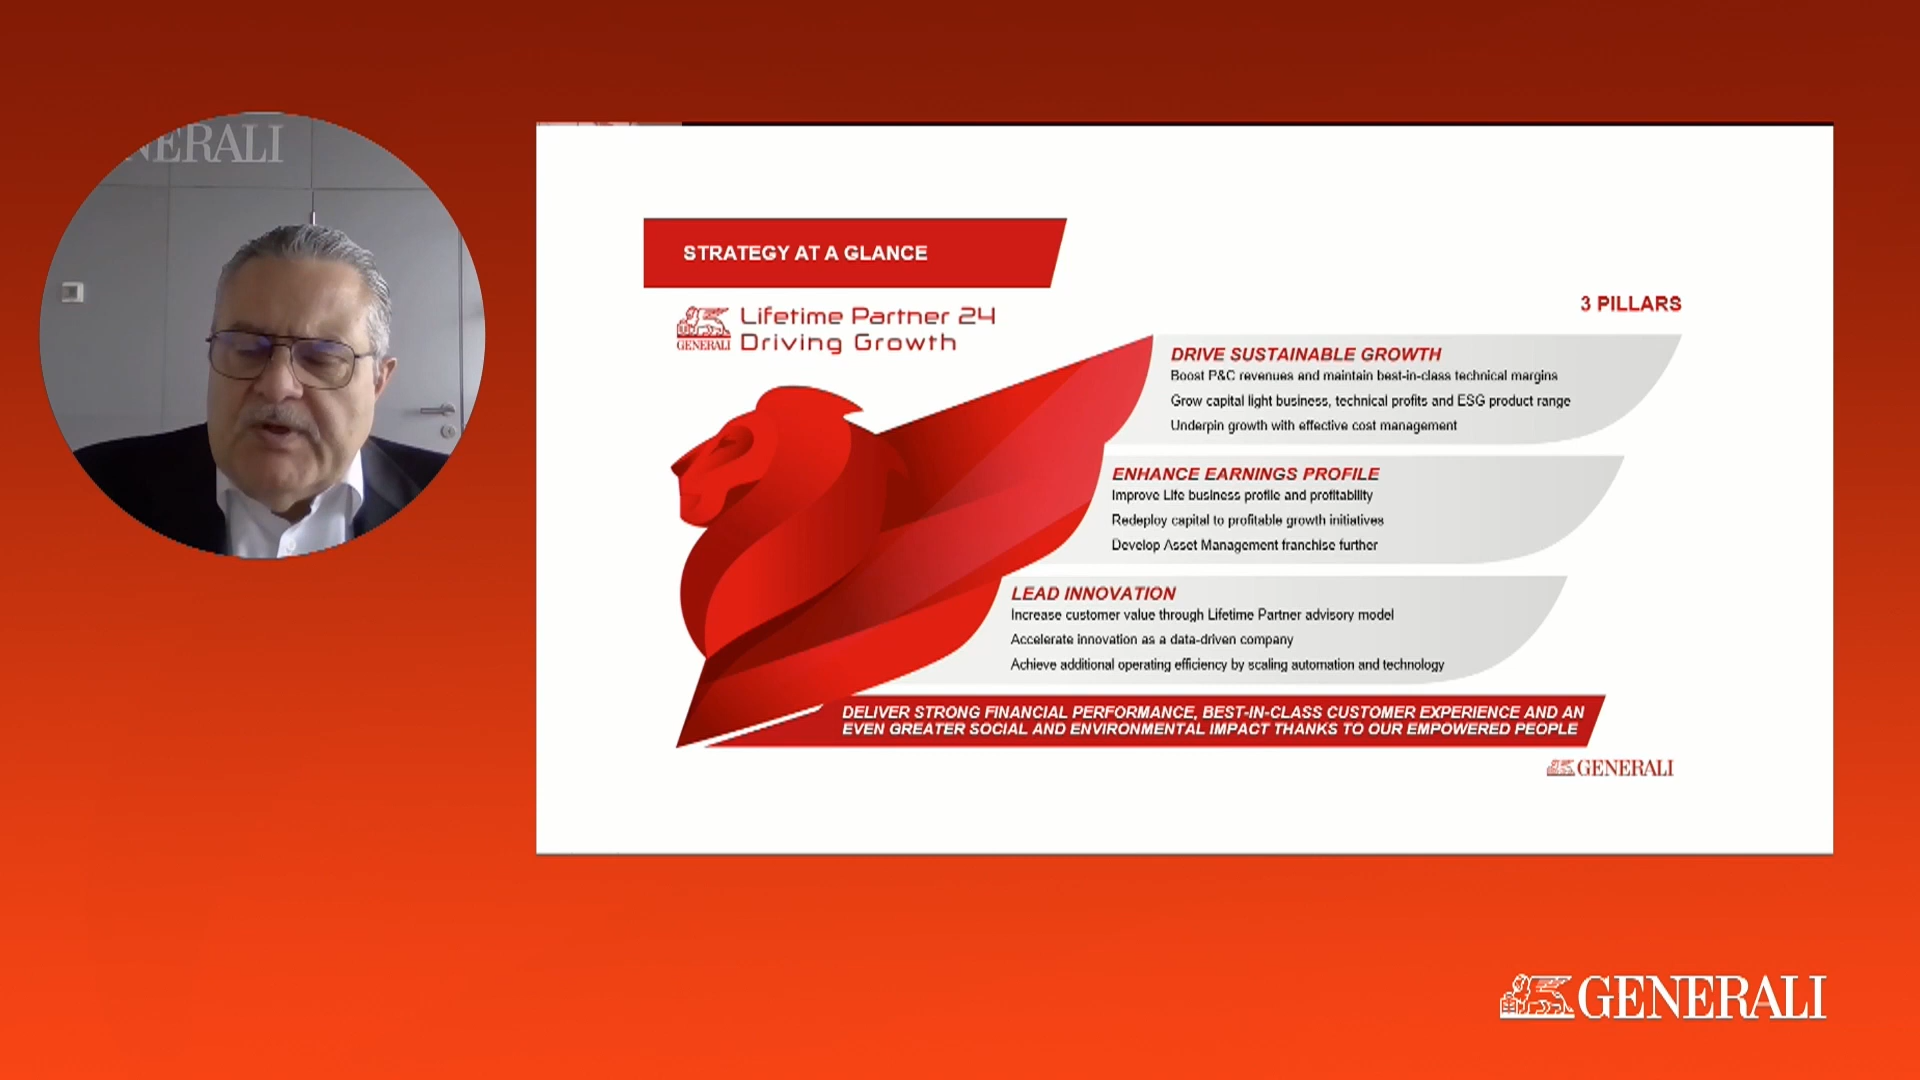 NERALI
STRATEGY AT A GLANCE
GENERALI
Lifetime Partner 24
Driving Growth
3 PILLARS
DRIVE SUSTAINABLE GROWTH
Boost P&C revenues and maintain best-in-class technical margins
Grow capital light business, technical profits and ESG product range
Underpin growth with effective cost management
ENHANCE EARNINGS PROFILE
Improve Life business profile and profitability
Redeploy capital to profitable growth initiatives
Develop Asset Management franchise further
LEAD INNOVATION
Increase customer value through Lifetime Partner advisory model
Accelerate innovation as a data-driven company
Achieve additional operating efficiency by scaling automation and technology
DELIVER STRONG FINANCIAL PERFORMANCE, BEST-IN-CLASS CUSTOMER EXPERIENCE AND AN
EVEN GREATER SOCIAL AND ENVIRONMENTAL IMPACT THANKS TO OUR EMPOWERED PEOPLE
GENERALI
GENERALI